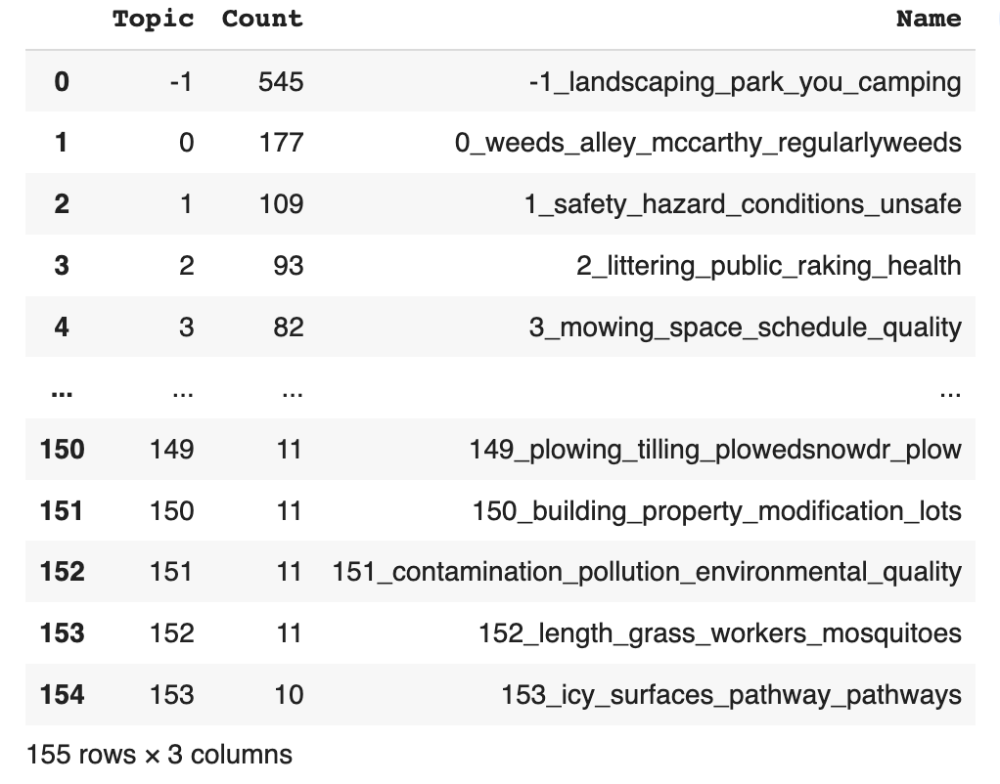 Topic Count Name
0 -1 545 -1_landscaping_park_you_camping
1 0 177 0_weeds_alley_mccarthy_regularlyweeds
2 1 109 1_safety_hazard_conditions_unsafe
3 2 93 2_littering_public_raking_health
4 3 82 3_mowing_space_schedule_quality
... ... ... ...
150 149 11 149_plowing_tilling_plowedsnowdr_plow
151 150 11 150_building_property_modification_lots
152 151 11 151_contamination_pollution_environmental_quality
153 152 11 152_length_grass_workers_mosquitoes
154 153 10 153_icy_surfaces_pathway_pathways
155 rows × 3 columns